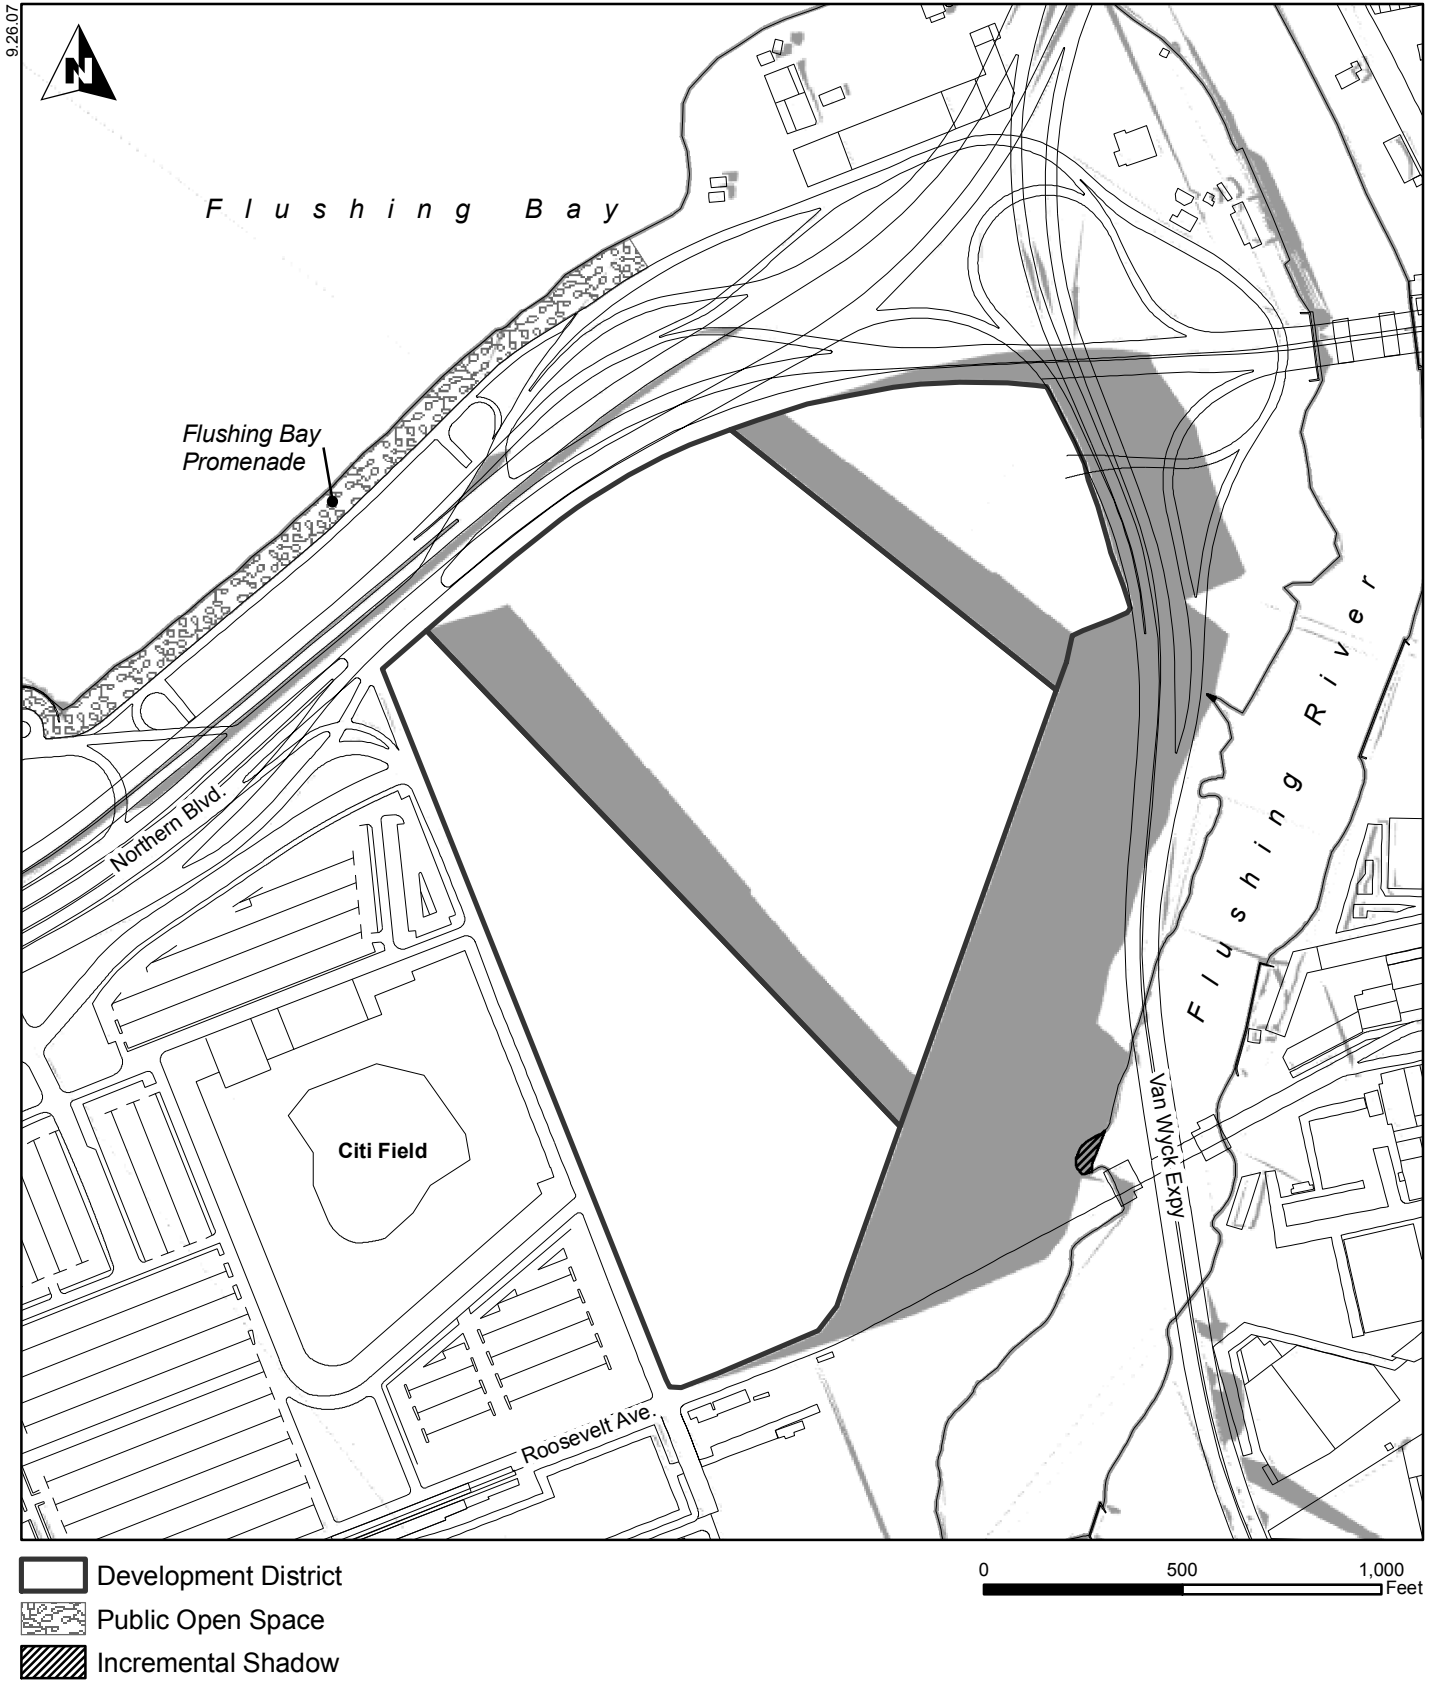 9.26.07
N
Flushing Bay
Flushing Bay
Promenade
Flushing River
Northern Blvd.
Citi Field
Van Wyck Expy
Roosevelt Ave.
Development District
Public Open Space
Incremental Shadow
0 500 1,000
Feet